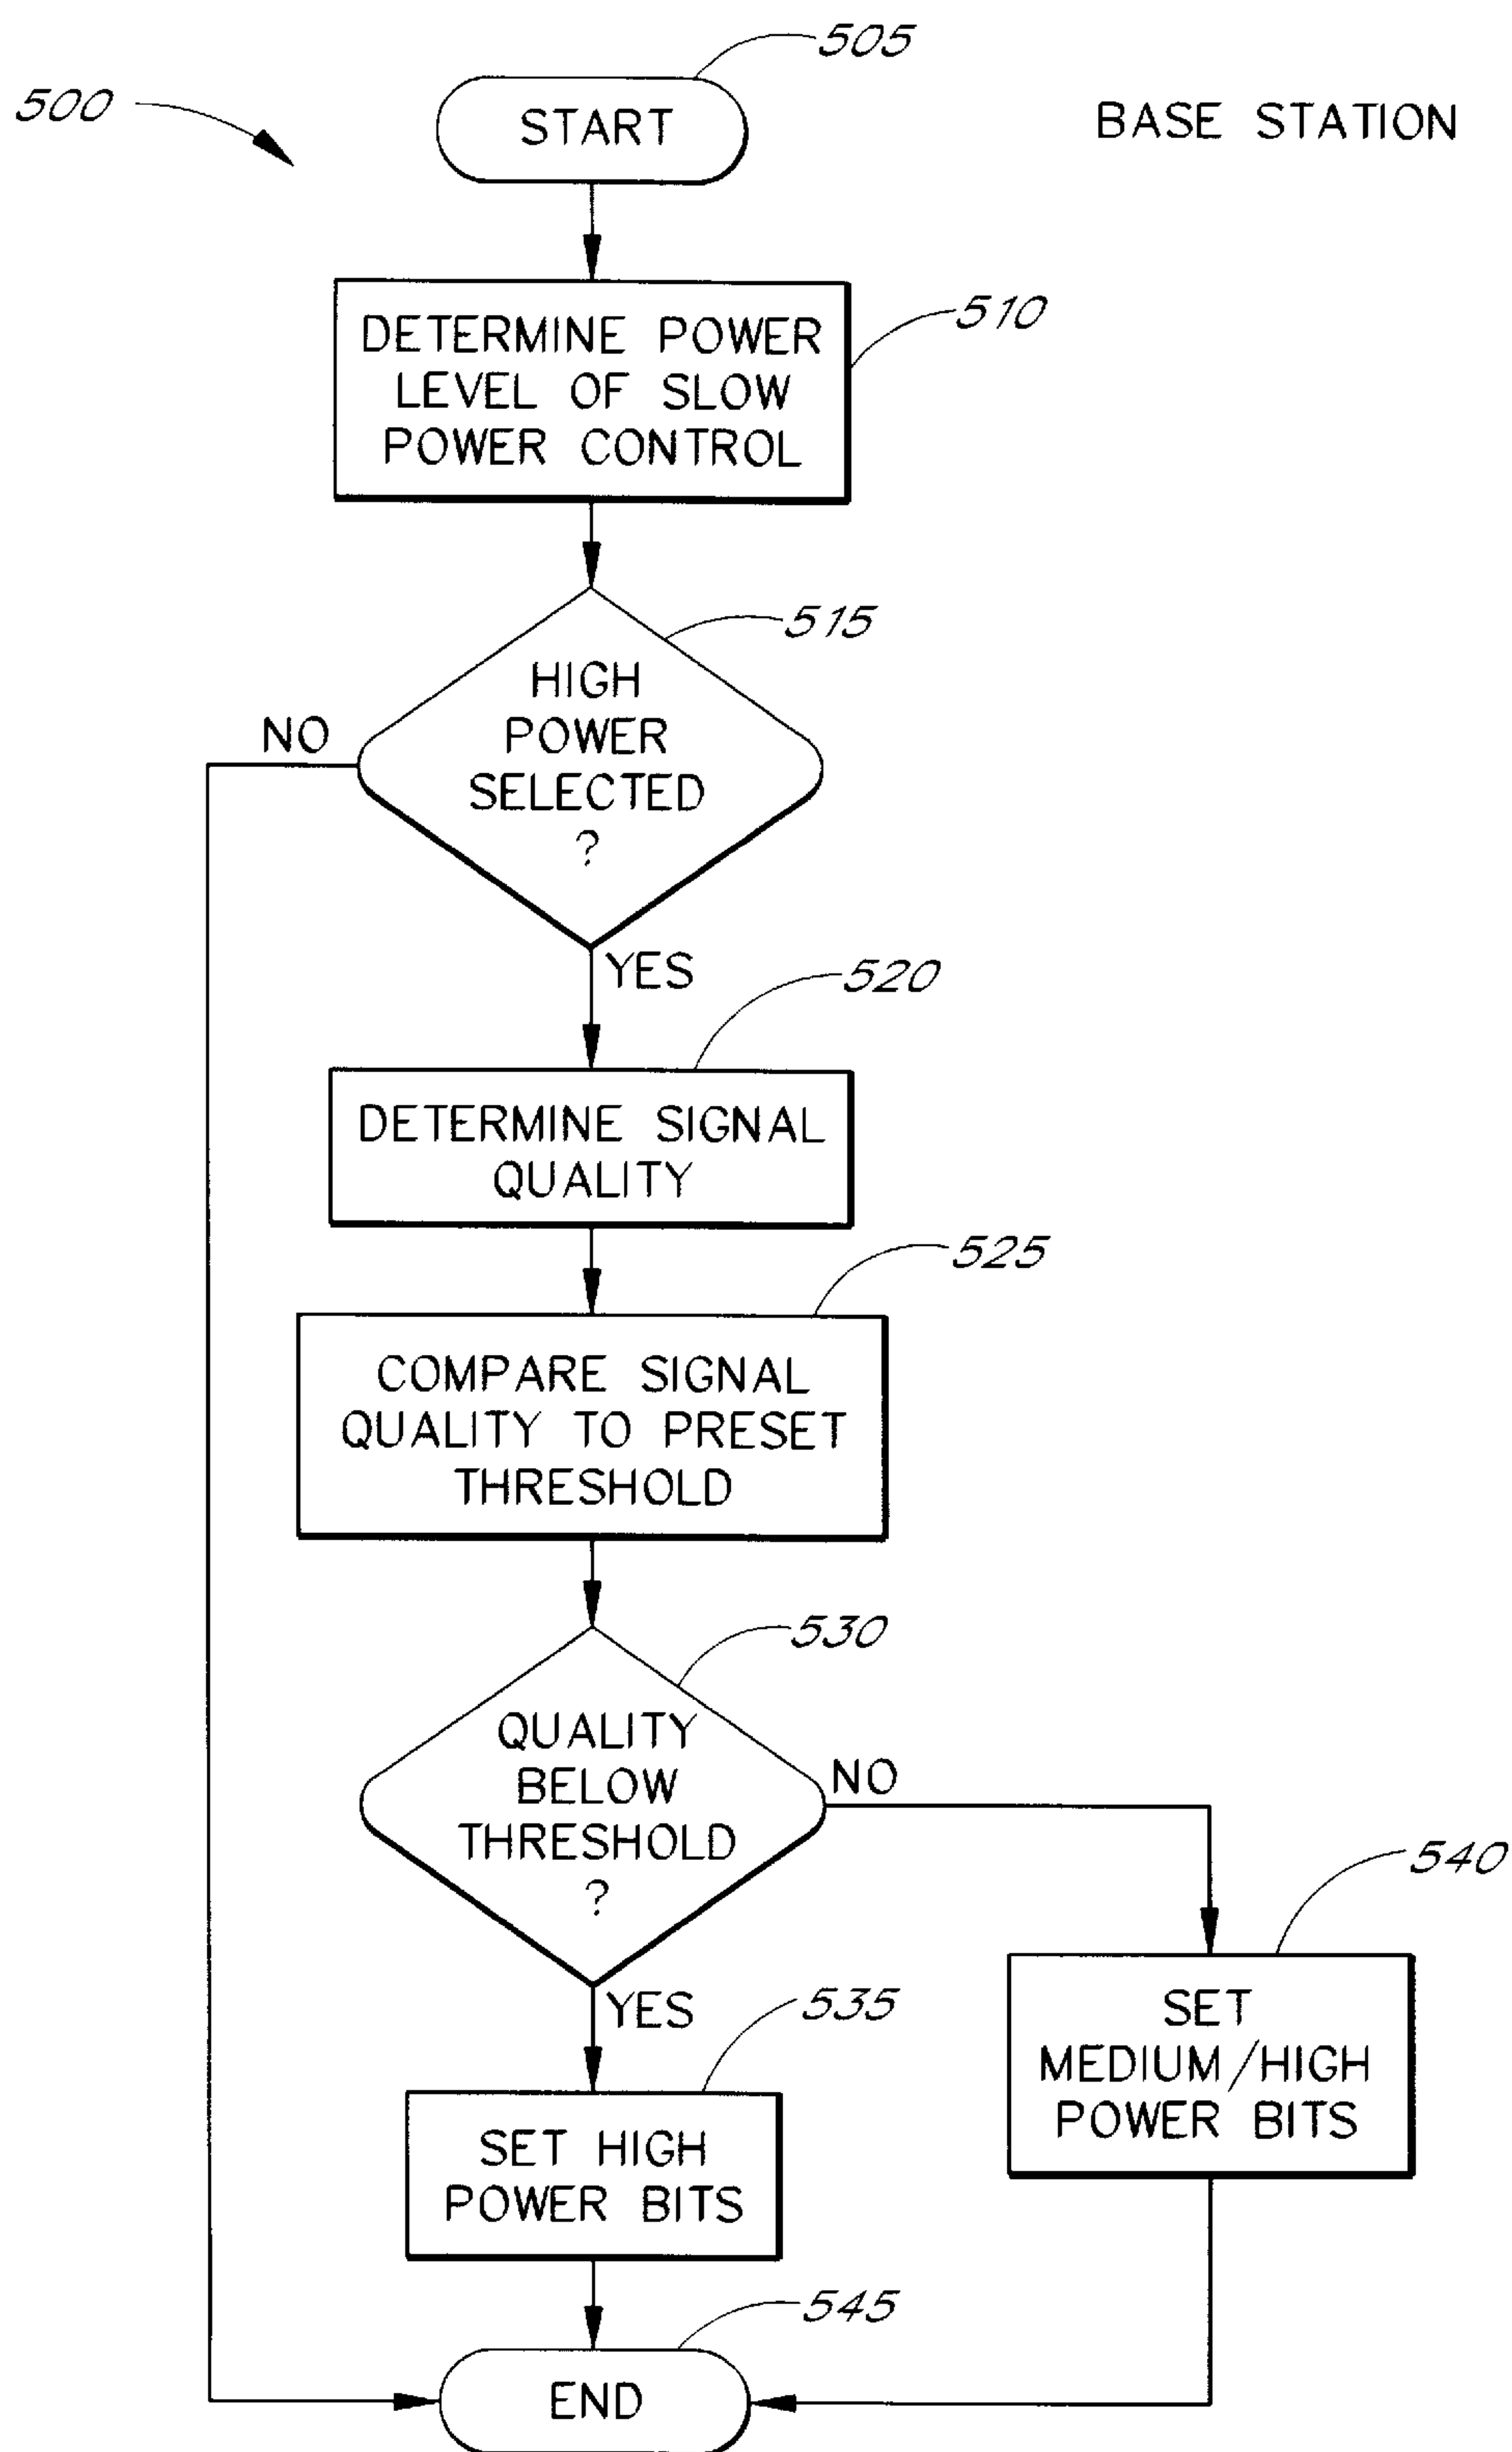 505
500
START
BASE STATION
510
DETERMINE POWER
LEVEL OF SLOW
POWER CONTROL
515
HIGH
POWER
SELECTED
?
NO
YES
520
DETERMINE SIGNAL
QUALITY
525
COMPARE SIGNAL
QUALITY TO PRESET
THRESHOLD
530
QUALITY
BELOW
THRESHOLD
?
NO
540
YES
535
SET
MEDIUM/HIGH
POWER BITS
SET HIGH
POWER BITS
545
END